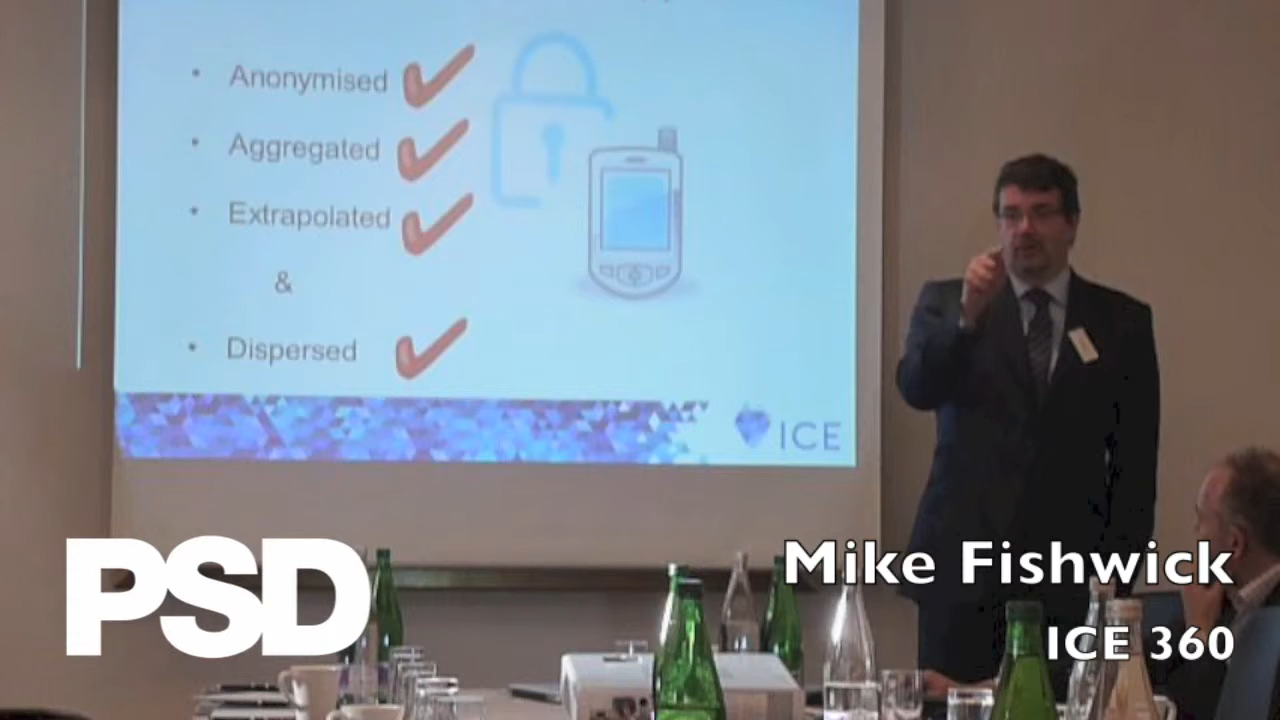 • Anonymised
• Aggregated
• Extrapolated
&
• Dispersed
ICE
PSD
Mike Fishwick
ICE 360